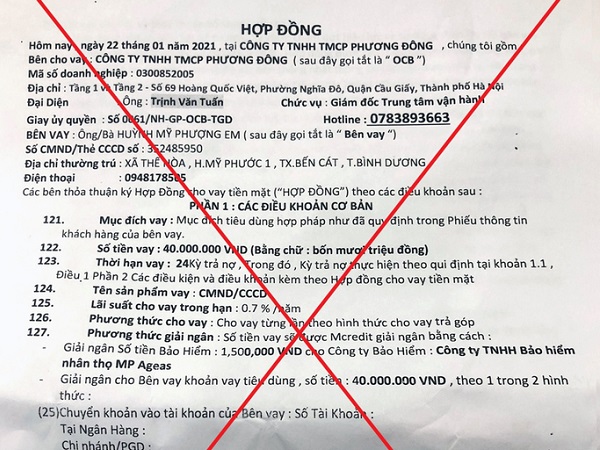 HỢP ĐỒNG
Hôm nay, ngày 22 tháng 01 năm 2021 , tại CÔNG TY TNHH TMCP PHƯƠNG ĐÔNG , chúng tôi gồm
Bên cho vay : CÔNG TY TNHH TMCP PHƯƠNG ĐÔNG ( sau đây gọi tắt là “ OCB” )
Mã số doanh nghiệp : 0300852005
Địa chỉ : Tầng 1 và Tầng 2 - Số 69 Hoàng Quốc Việt, Phường Nghĩa Đô, Quận Cầu Giấy, Thành phố Hà Nội
Đại Diện Ông : Trịnh Văn Tuấn Chức vụ : Giám đốc Trung tâm vận hành
Giay ủy quyền : Số 0061/NH-GP-OCB-TGD Hotline : 0783893663
BÊN VAY : Ông/Bà HUỲNH MỸ PHƯỢNG EM ( sau đây gọi tắt là “ Bên vay” )
Số CMND/Thẻ CCCD số : 352485950
Địa chỉ thường trú : XÃ THẾ HÒA , H.MỸ PHƯỚC 1 , TX.BẾN CÁT , T.BÌNH DƯƠNG
Điện thoại : 0948178505
Các bên thỏa thuận ký Hợp Đồng cho vay tiền mặt (“HỢP ĐỒNG”) theo các điều khoản sau :
PHẦN 1 : CÁC ĐIỀU KHOẢN CƠ BẢN
121. Mục đích vay : Mục đích tiêu dùng hợp pháp như đã quy định trong Phiếu thông tin
khách hàng của bên vay.
122. Số tiền vay : 40.000.000 VND (Bằng chữ : bốn mươi triệu đồng)
123. Thời hạn vay : 24Kỳ trả nợ , Trong đó , Kỳ trả nợ thực hiện theo qui định tại khoản 1.1 ,
Điều 1 Phần 2 Các điều kiện và điều khoản kèm theo Hợp Đồng cho vay tiền mặt
124. Tên sản phẩm vay : CMND/CCCD
125. Lãi suất cho vay trong hạn : 0.7 % /năm
126. Phương thức cho vay : Cho vay từng lần theo hình thức cho vay trả góp
127. Phương thức giải ngân : Số tiền vay sẽ được Mcredit giải ngân bằng cách :
- Giải ngân Số tiền Bảo Hiểm : 1,500,000 VND cho Công ty Bảo hiểm : Công ty TNHH Bảo hiểm
nhân thọ MP Ageas
- Giải ngân cho Bên vay khoản vay tiêu dùng , số tiền : 40.000.000 VND , theo 1 trong 2 hình
thức :
(25)Chuyển khoản vào tài khoản của Bên vay : Số Tài Khoản :
Tại Ngân Hàng :
Chi nhánh/PGD :